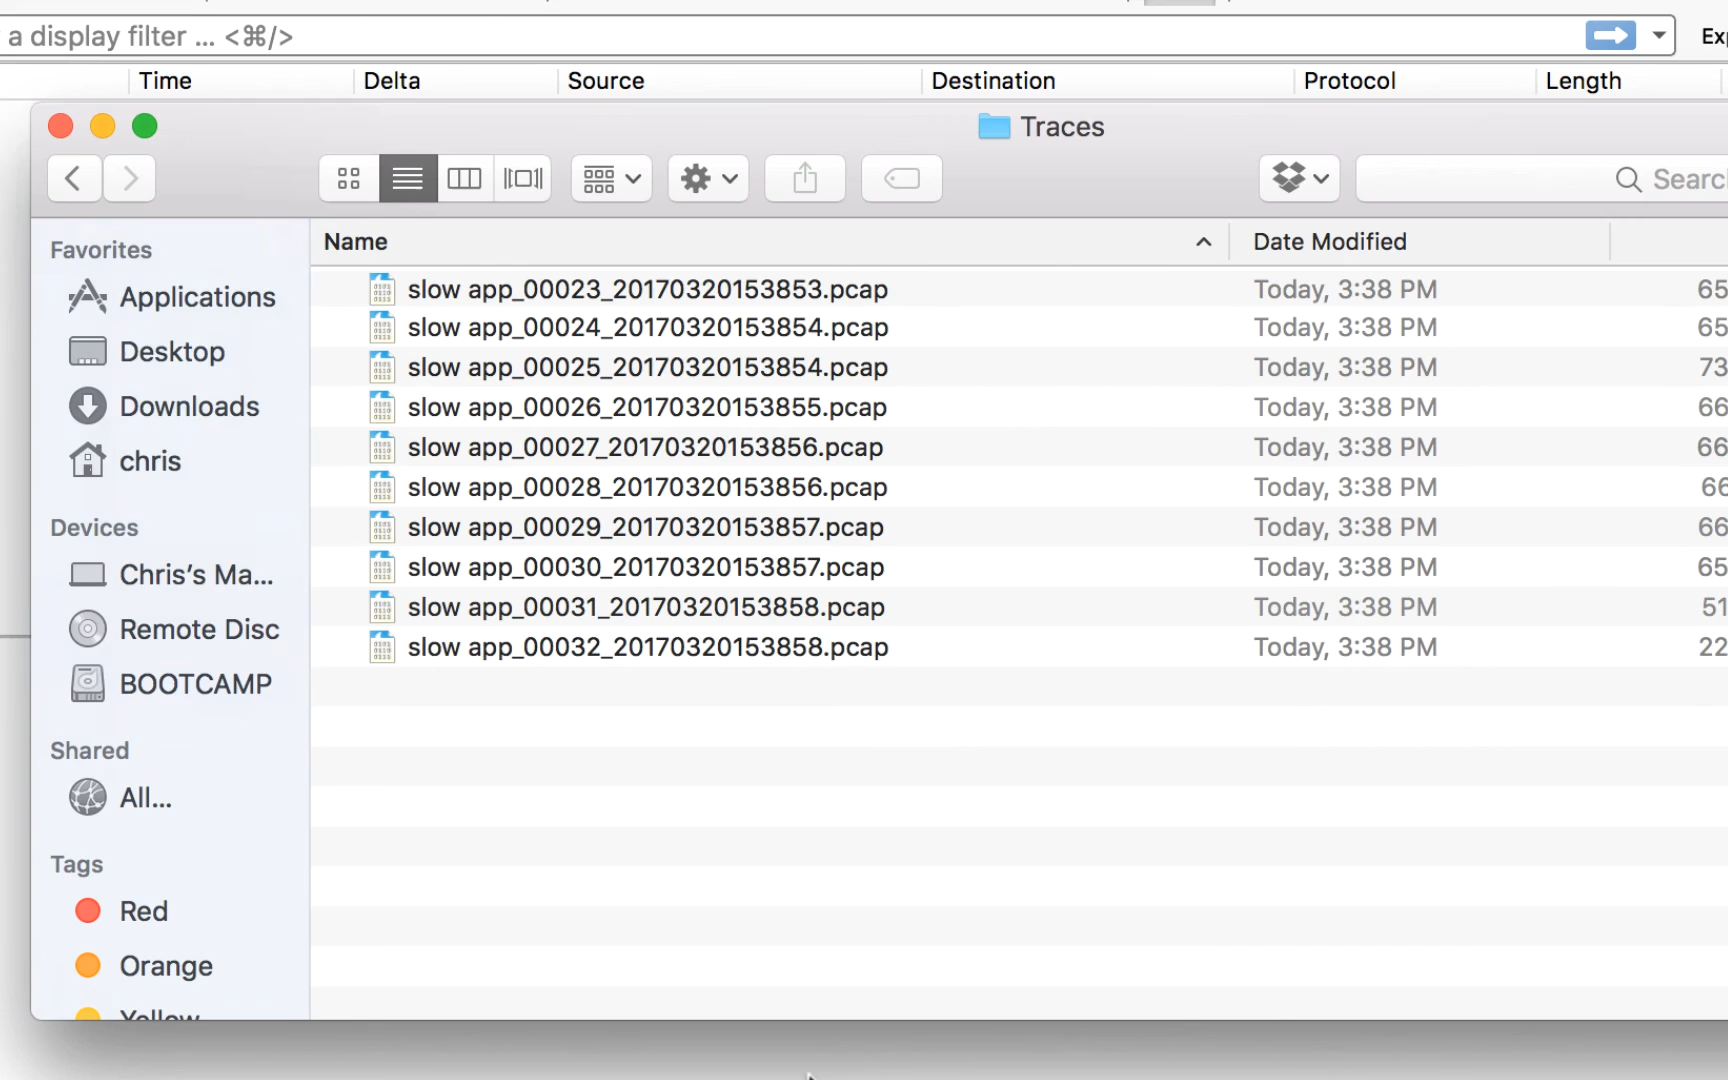 a display filter ... <⌘/>
Exp
Time Delta Source Destination Protocol Length
Traces
Search
Favorites
Applications
Desktop
Downloads
chris
Devices
Chris’s Ma...
Remote Disc
BOOTCAMP
Shared
All...
Tags
Red
Orange
Yellow
Name Date Modified
slow app_00023_20170320153853.pcap Today, 3:38 PM 65
slow app_00024_20170320153854.pcap Today, 3:38 PM 65
slow app_00025_20170320153854.pcap Today, 3:38 PM 73
slow app_00026_20170320153855.pcap Today, 3:38 PM 66
slow app_00027_20170320153856.pcap Today, 3:38 PM 66
slow app_00028_20170320153856.pcap Today, 3:38 PM 66
slow app_00029_20170320153857.pcap Today, 3:38 PM 66
slow app_00030_20170320153857.pcap Today, 3:38 PM 65
slow app_00031_20170320153858.pcap Today, 3:38 PM 51
slow app_00032_20170320153858.pcap Today, 3:38 PM 22